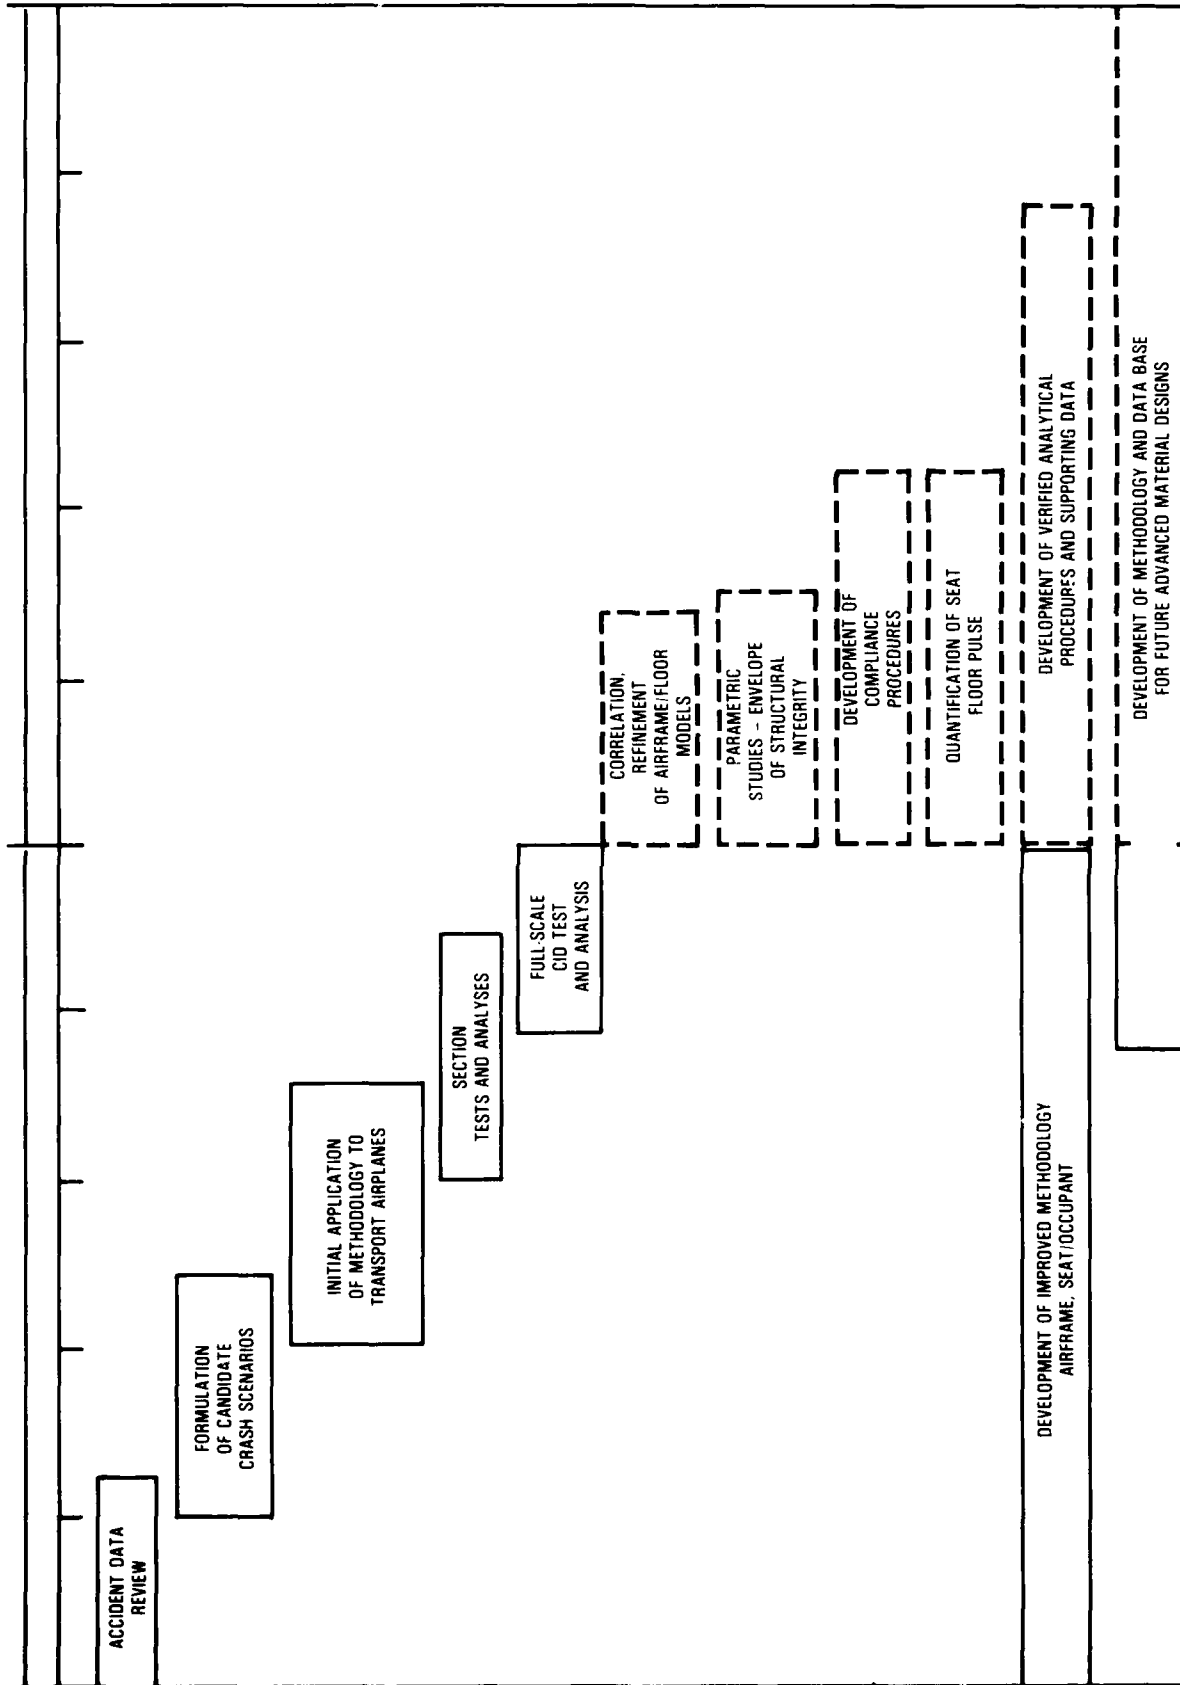 ACCIDENT DATA
REVIEW
FORMULATION
OF CANDIDATE
CRASH SCENARIOS
INITIAL APPLICATION
OF METHODOLOGY TO
TRANSPORT AIRPLANES
SECTION
TESTS AND ANALYSES
FULL-SCALE
CID TEST
AND ANALYSIS
CORRELATION,
REFINEMENT
OF AIRFRAME/FLOOR
MODELS
PARAMETRIC
STUDIES - ENVELOPE
OF STRUCTURAL
INTEGRITY
DEVELOPMENT OF
COMPLIANCE
PROCEDURES
QUANTIFICATION OF SEAT
FLOOR PULSE
DEVELOPMENT OF IMPROVED METHODOLOGY
AIRFRAME, SEAT/OCCUPANT
DEVELOPMENT OF VERIFIED ANALYTICAL
PROCEDURES AND SUPPORTING DATA
DEVELOPMENT OF METHODOLOGY AND DATA BASE
FOR FUTURE ADVANCED MATERIAL DESIGNS